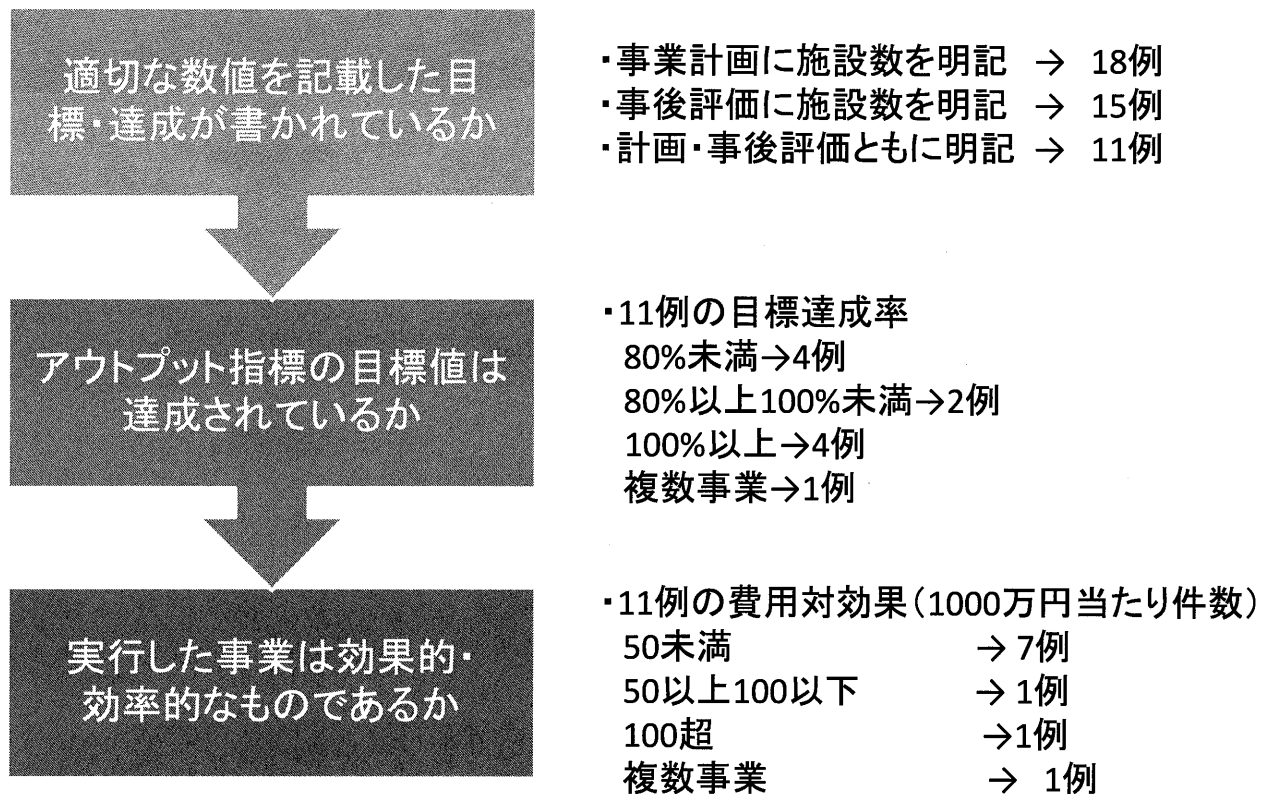 適切な数値を記載した目
標・達成が書かれているか
・事業計画に施設数を明記 → 18例
・事後評価に施設数を明記 → 15例
・計画・事後評価ともに明記 → 11例
アウトプット指標の目標値は
達成されているか
・11例の目標達成率
80%未満→4例
80%以上100%未満→2例
100%以上→4例
複数事業→1例
実行した事業は効果的・
効率的なものであるか
・11例の費用対効果(1000万円当たり件数)
50未満 → 7例
50以上100以下 → 1例
100超 →1例
複数事業 → 1例